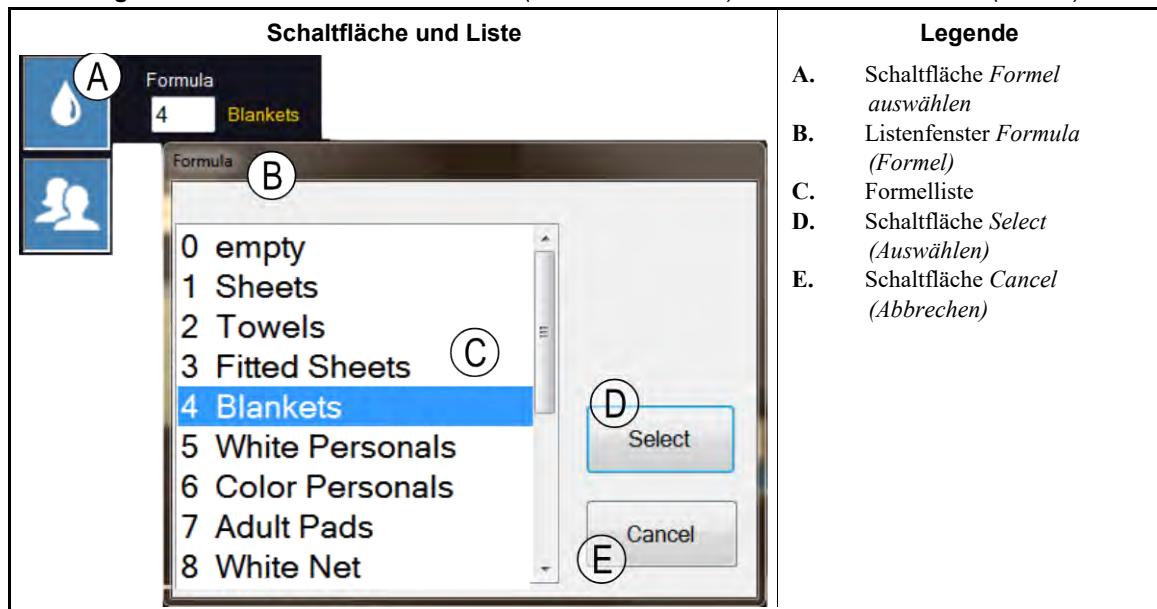 Schaltfläche und Liste
Legende
A
Formula
4 Blankets
Formula
B
0 empty
1 Sheets
2 Towels
3 Fitted Sheets
C
4 Blankets
5 White Personals
6 Color Personals
7 Adult Pads
8 White Net
D
Select
Cancel
E
A. Schaltfläche Formel
auswählen
B. Listenfenster Formula
(Formel)
C. Formelliste
D. Schaltfläche Select
(Auswählen)
E. Schaltfläche Cancel
(Abbrechen)